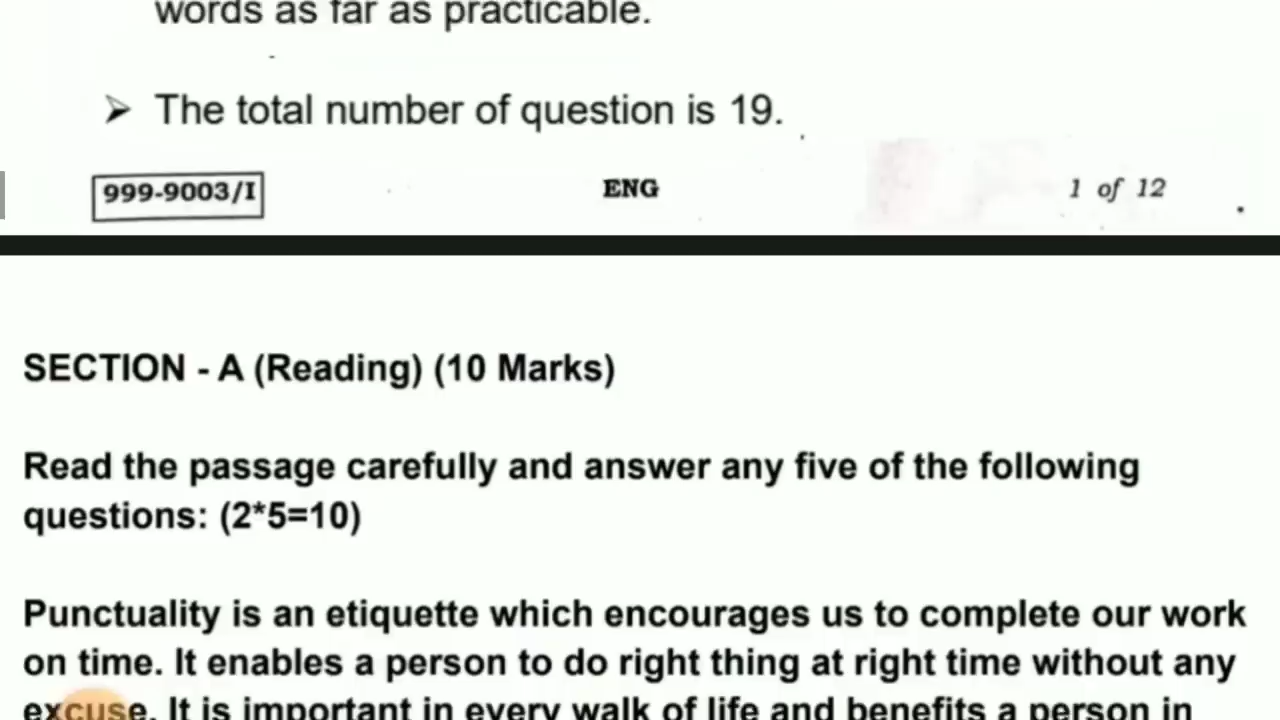 words as far as practicable.
➢ The total number of question is 19.
999-9003/I ENG 1 of 12
SECTION - A (Reading) (10 Marks)
Read the passage carefully and answer any five of the following
questions: (2*5=10)
Punctuality is an etiquette which encourages us to complete our work
on time. It enables a person to do right thing at right time without any
excuse. It is important in every walk of life and benefits a person in